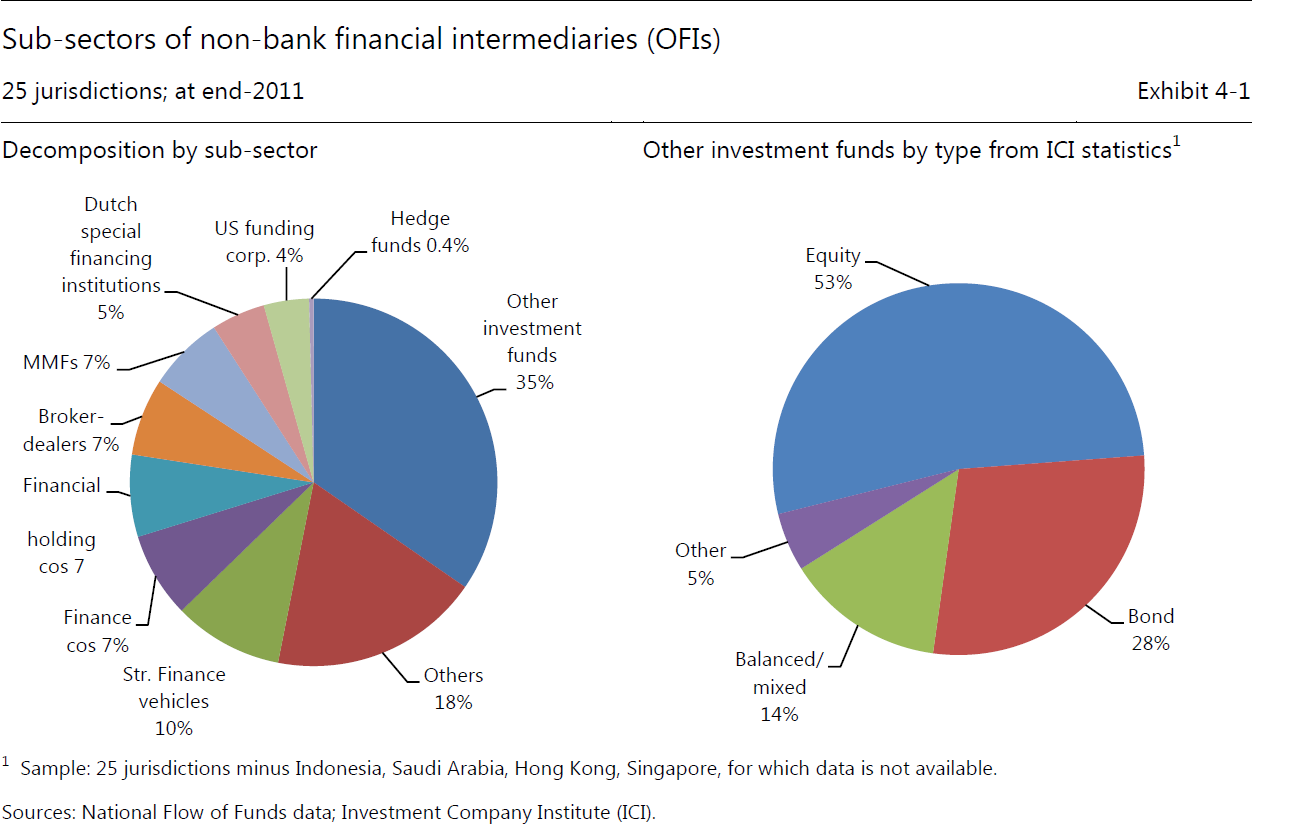 Sub-sectors of non-bank financial intermediaries (OFIs)
25 jurisdictions; at end-2011
Exhibit 4-1
Decomposition by sub-sector
Dutch
special
financing
institutions
5%
US funding
corp. 4%
Hedge
funds 0.4%
Other
investment
funds
35%
MMFs 7%
Broker-
dealers 7%
Financial
holding
cos 7
Finance
cos 7%
Str. Finance
vehicles
10%
Others
18%
Other investment funds by type from ICI statistics1
Equity
53%
Other
5%
Balanced/
mixed
14%
Bond
28%
1 Sample: 25 jurisdictions minus Indonesia, Saudi Arabia, Hong Kong, Singapore, for which data is not available.
Sources: National Flow of Funds data; Investment Company Institute (ICI).